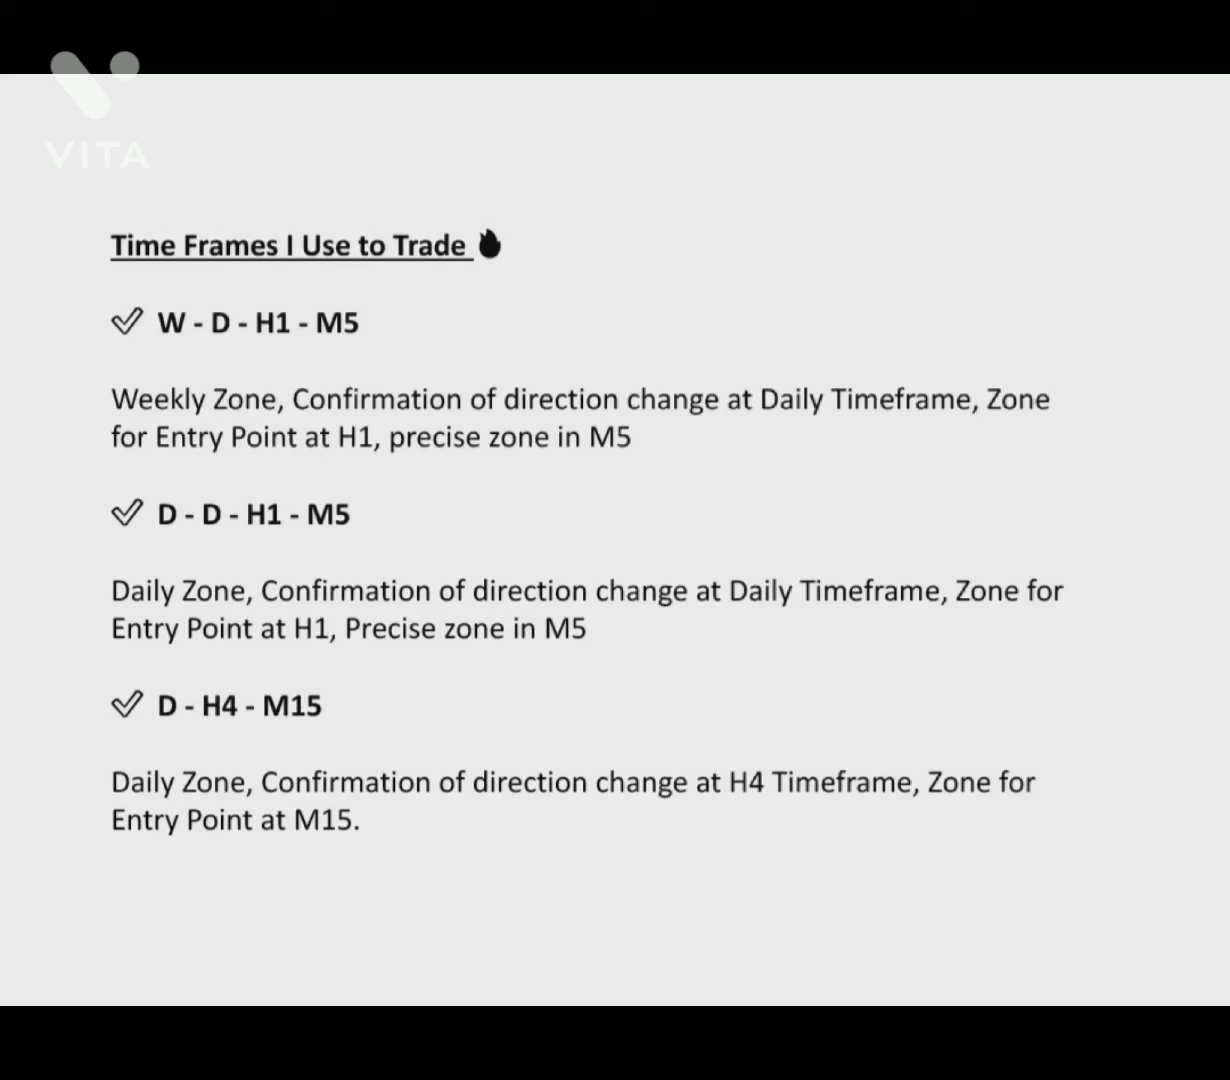 VITA
Time Frames I Use to Trade
W - D - H1 - M5
Weekly Zone, Confirmation of direction change at Daily Timeframe, Zone
for Entry Point at H1, precise zone in M5
D - D - H1 - M5
Daily Zone, Confirmation of direction change at Daily Timeframe, Zone for
Entry Point at H1, Precise zone in M5
D - H4 - M15
Daily Zone, Confirmation of direction change at H4 Timeframe, Zone for
Entry Point at M15.